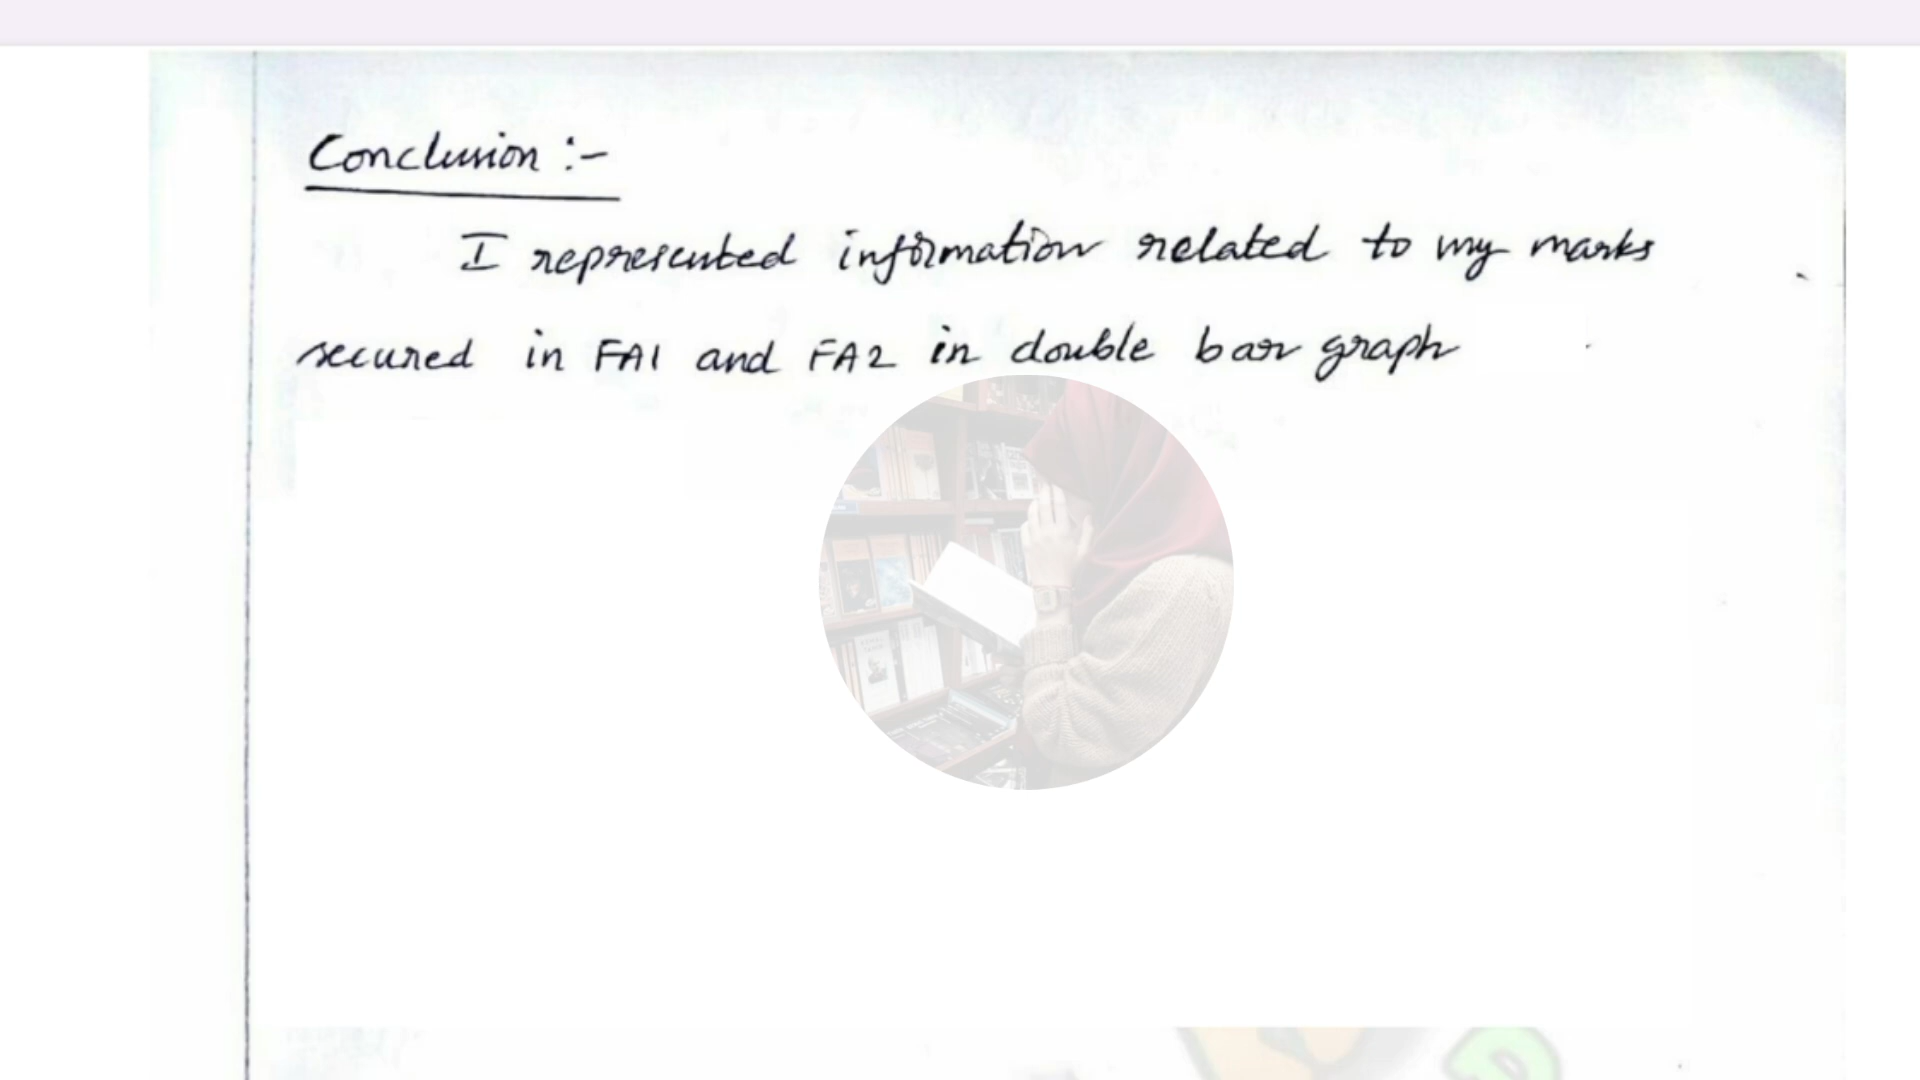 Conclusion :-
I represented information related to my marks
secured in FA1 and FA2 in double bar graph